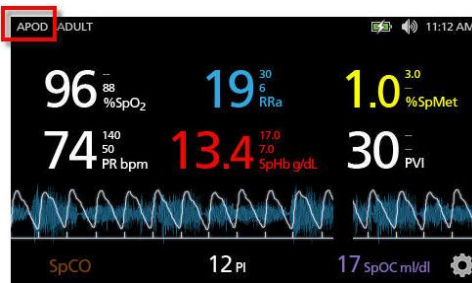 APOD ADULT 11:12 AM
96 – 88 %SpO₂ 19 30 6 RRa 1.0 3.0 – %SpMet
74 140 50 PR bpm 13.4 17.0 7.0 SpHb g/dL 30 – – PVI
SpCO 12 PI 17 SpOC ml/dl